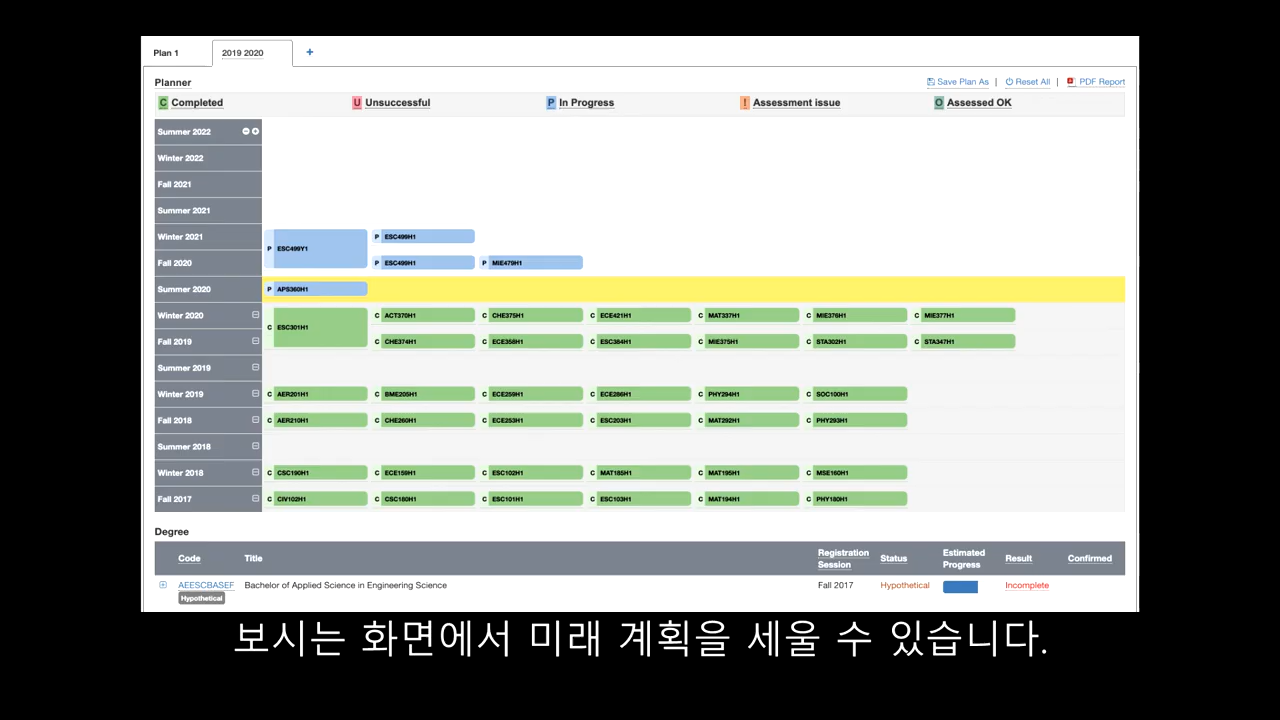 Plan 1 2019 2020 +
Planner Save Plan As | Reset All | PDF Report
C Completed U Unsuccessful P In Progress ! Assessment issue O Assessed OK
Summer 2022
Winter 2022
Fall 2021
Summer 2021
Winter 2021 P ESC499Y1 P ESC499H1
Fall 2020 P ESC499H1 P MIE479H1
Summer 2020 P APS360H1
Winter 2020 C ESC301H1 C ACT370H1 C CHE375H1 C ECE421H1 C MAT337H1 C MIE376H1 C MIE377H1
Fall 2019 C CHE374H1 C ECE358H1 C ESC384H1 C MIE375H1 C STA302H1 C STA347H1
Summer 2019
Winter 2019 C AER201H1 C BME205H1 C ECE259H1 C ECE286H1 C PHY294H1 C SOC100H1
Fall 2018 C AER210H1 C CHE260H1 C ECE253H1 C ESC203H1 C MAT292H1 C PHY293H1
Summer 2018
Winter 2018 C CSC190H1 C ECE159H1 C ESC102H1 C MAT185H1 C MAT195H1 C MSE160H1
Fall 2017 C CIV102H1 C CSC180H1 C ESC101H1 C ESC103H1 C MAT194H1 C PHY180H1
Degree
Code Title Registration Session Status Estimated Progress Result Confirmed
AEESCBASEF Bachelor of Applied Science in Engineering Science Fall 2017 Hypothetical Incomplete
Hypothetical
보시는 화면에서 미래 계획을 세울 수 있습니다.